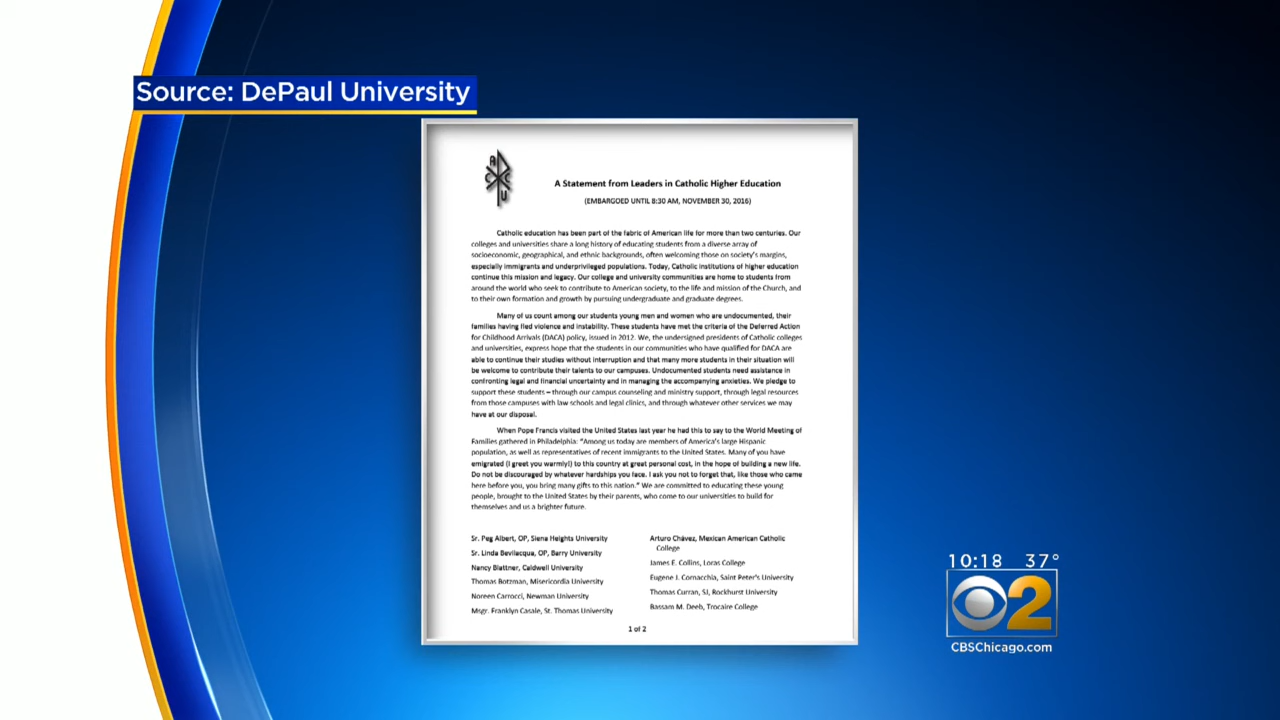 Source: DePaul University
A
C C
U
A Statement from Leaders in Catholic Higher Education
(EMBARGOED UNTIL 8:30 AM, NOVEMBER 30, 2016)
Catholic education has been part of the fabric of American life for more than two centuries. Our
colleges and universities share a long history of educating students from a diverse array of
socioeconomic, geographical, and ethnic backgrounds, often welcoming those on society's margins,
especially immigrants and underprivileged populations. Today, Catholic institutions of higher education
continue this mission and legacy. Our college and university communities are home to students from
around the world who seek to contribute to American society, to the life and mission of the Church, and
to their own formation and growth by pursuing undergraduate and graduate degrees.
Many of us count among our students young men and women who are undocumented, their
families having fled violence and instability. These students have met the criteria of the Deferred Action
for Childhood Arrivals (DACA) policy, issued in 2012. We, the undersigned presidents of Catholic colleges
and universities, express hope that the students in our communities who have qualified for DACA are
able to continue their studies without interruption and that many more students in their situation will
be welcome to contribute their talents to our campuses. Undocumented students need assistance in
confronting legal and financial uncertainty and in managing the accompanying anxieties. We pledge to
support these students – through our campus counseling and ministry support, through legal resources
from those campuses with law schools and legal clinics, and through whatever other services we may
have at our disposal.
When Pope Francis visited the United States last year he had this to say to the World Meeting of
Families gathered in Philadelphia: "Among us today are members of America's large Hispanic
population, as well as representatives of recent immigrants to the United States. Many of you have
emigrated (I greet you warmly!) to this country at great personal cost, in the hope of building a new life.
Do not be discouraged by whatever hardships you face. I ask you not to forget that, like those who came
here before you, you bring many gifts to this nation." We are committed to educating these young
people, brought to the United States by their parents, who come to our universities to build for
themselves and us a brighter future.
Sr. Peg Albert, OP, Siena Heights University
Sr. Linda Bevilacqua, OP, Barry University
Nancy Blattner, Caldwell University
Thomas Botzman, Misericordia University
Noreen Carrocci, Newman University
Msgr. Franklyn Casale, St. Thomas University
Arturo Chávez, Mexican American Catholic
College
James E. Collins, Loras College
Eugene J. Cornacchia, Saint Peter's University
Thomas Curran, SJ, Rockhurst University
Bassam M. Deeb, Trocaire College
1 of 2
10:18 37°
2
CBSChicago.com